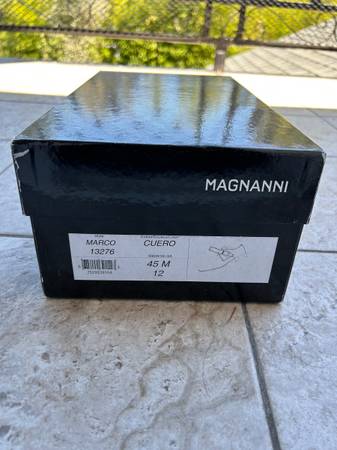 MAGNANNI
MARCO
13276
CUERO
45 M
12